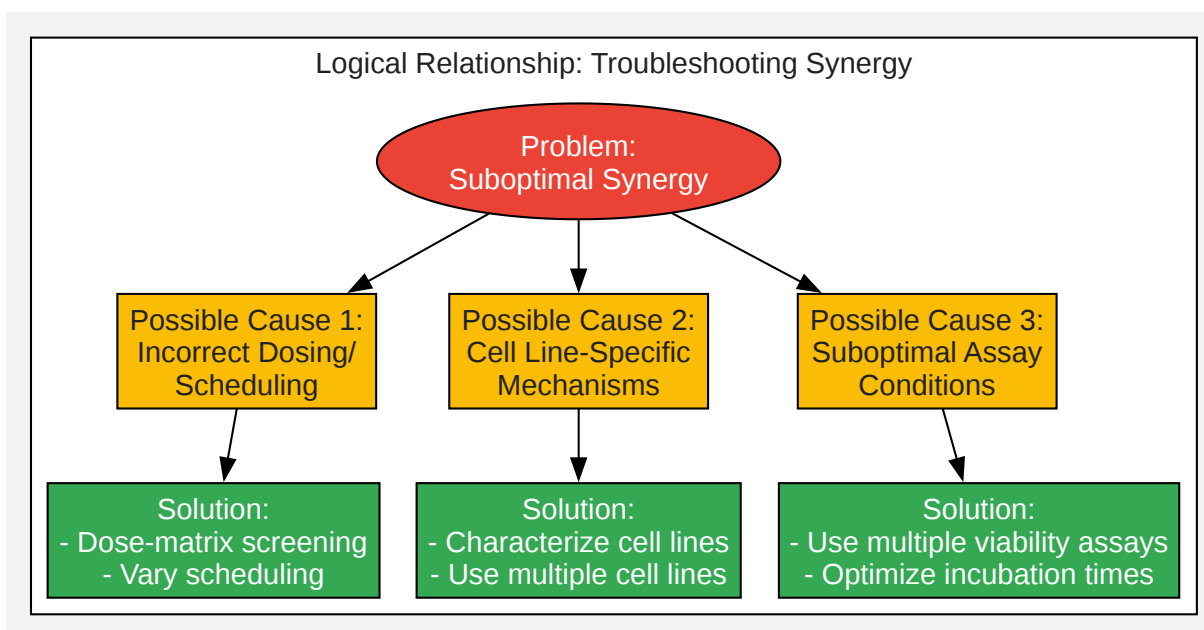 Logical Relationship: Troubleshooting Synergy
Problem:
Suboptimal Synergy
Possible Cause 1:
Incorrect Dosing/
Scheduling
Possible Cause 2:
Cell Line-Specific
Mechanisms
Possible Cause 3:
Suboptimal Assay
Conditions
Solution:
- Dose-matrix screening
- Vary scheduling
Solution:
- Characterize cell lines
- Use multiple cell lines
Solution:
- Use multiple viability assays
- Optimize incubation times